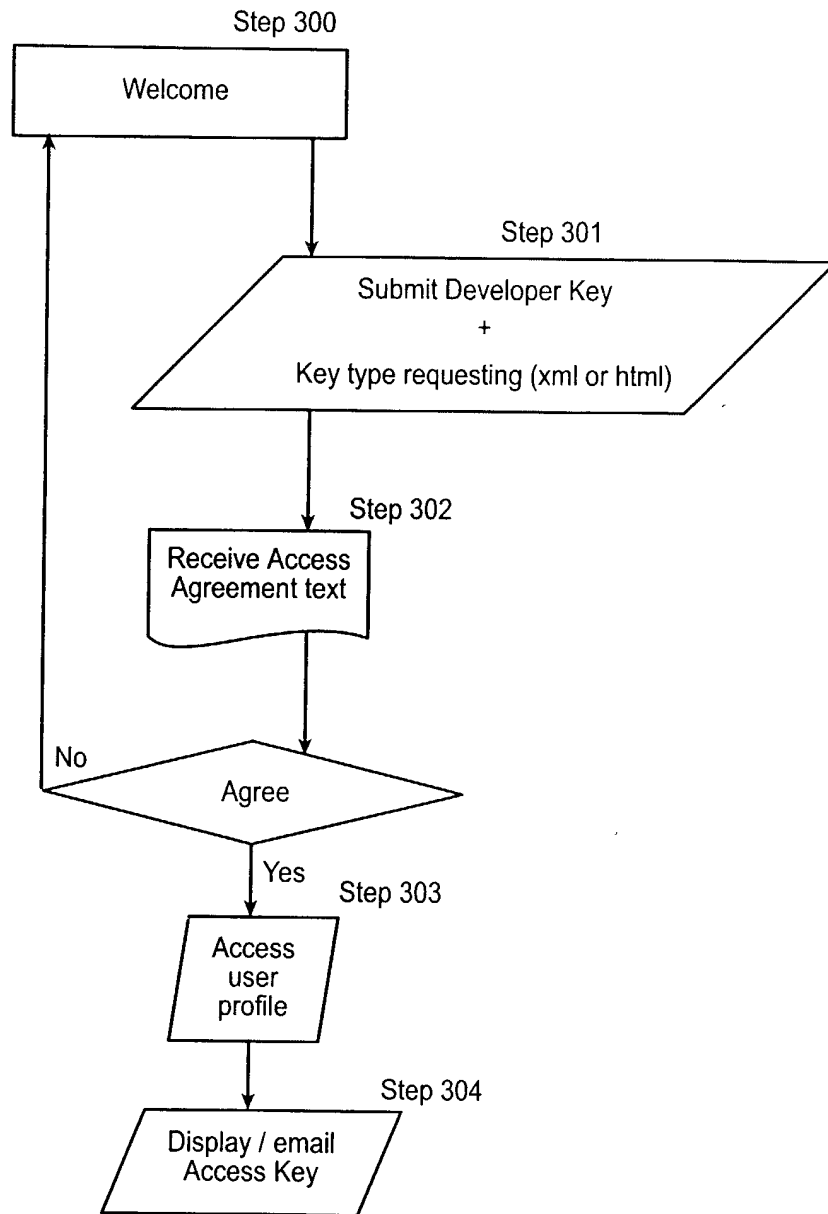 Step 300
Welcome
Step 301
Submit Developer Key
+
Key type requesting (xml or html)
Step 302
Receive Access
Agreement text
No
Agree
Yes
Step 303
Access
user
profile
Step 304
Display / email
Access Key